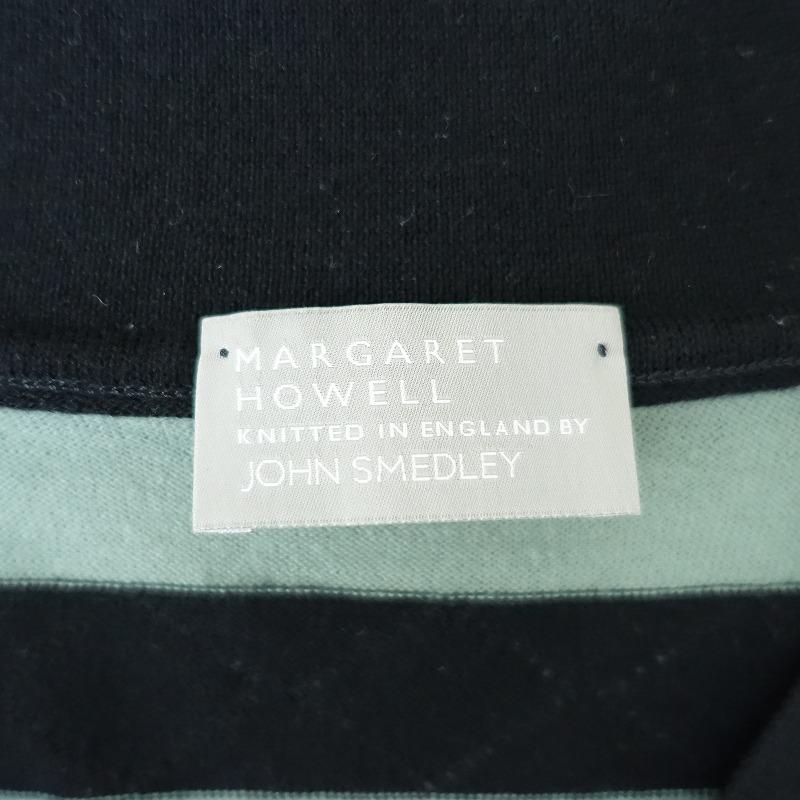 MARGARET
HOWELL
KNITTED IN ENGLAND BY
JOHN SMEDLEY